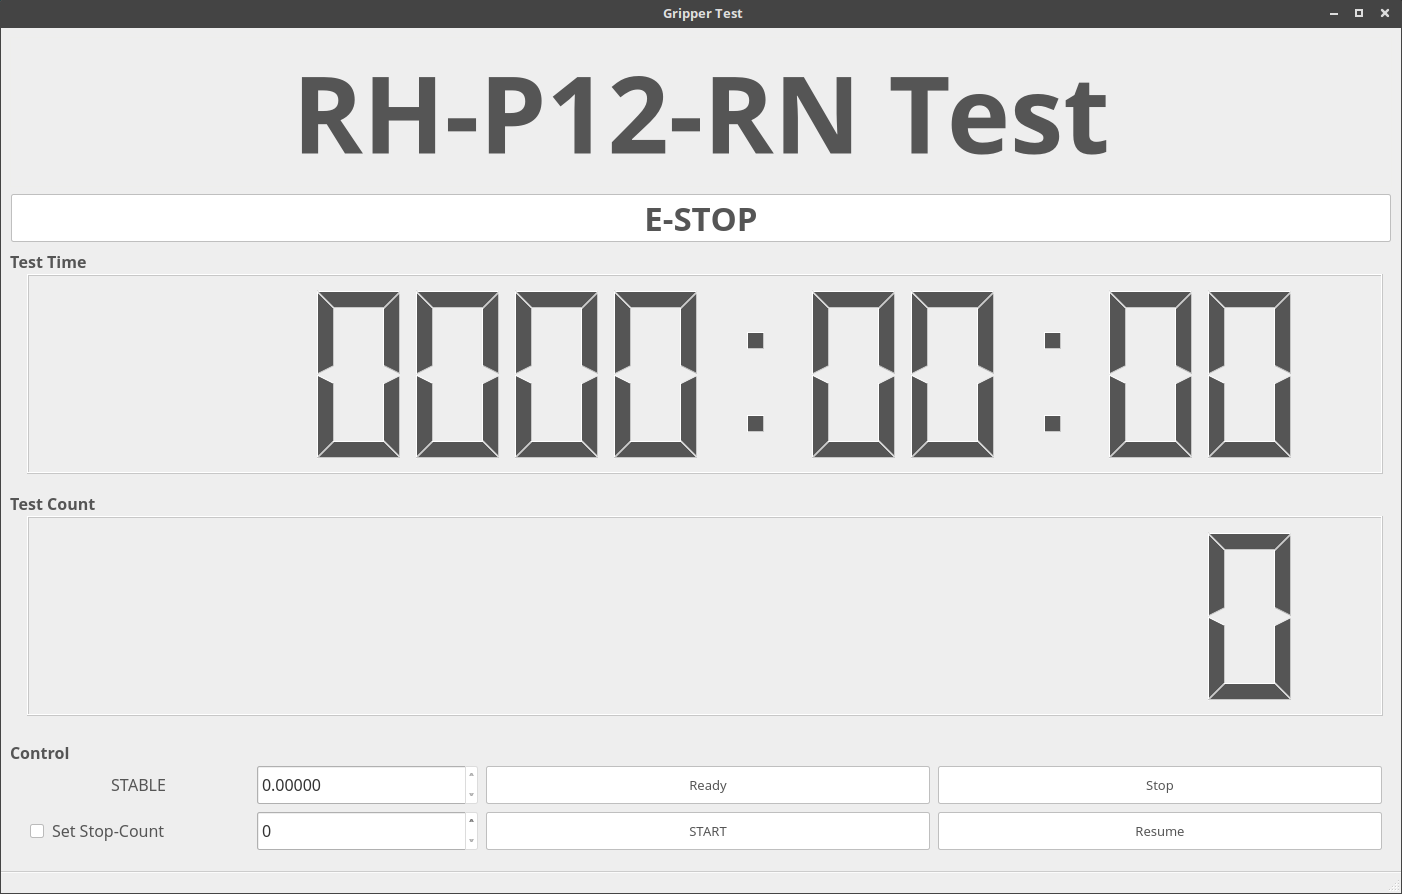 Gripper Test
RH-P12-RN Test
E-STOP
Test Time
0000:00:00
Test Count
0
Control
STABLE 0.00000 Ready Stop
Set Stop-Count 0 START Resume